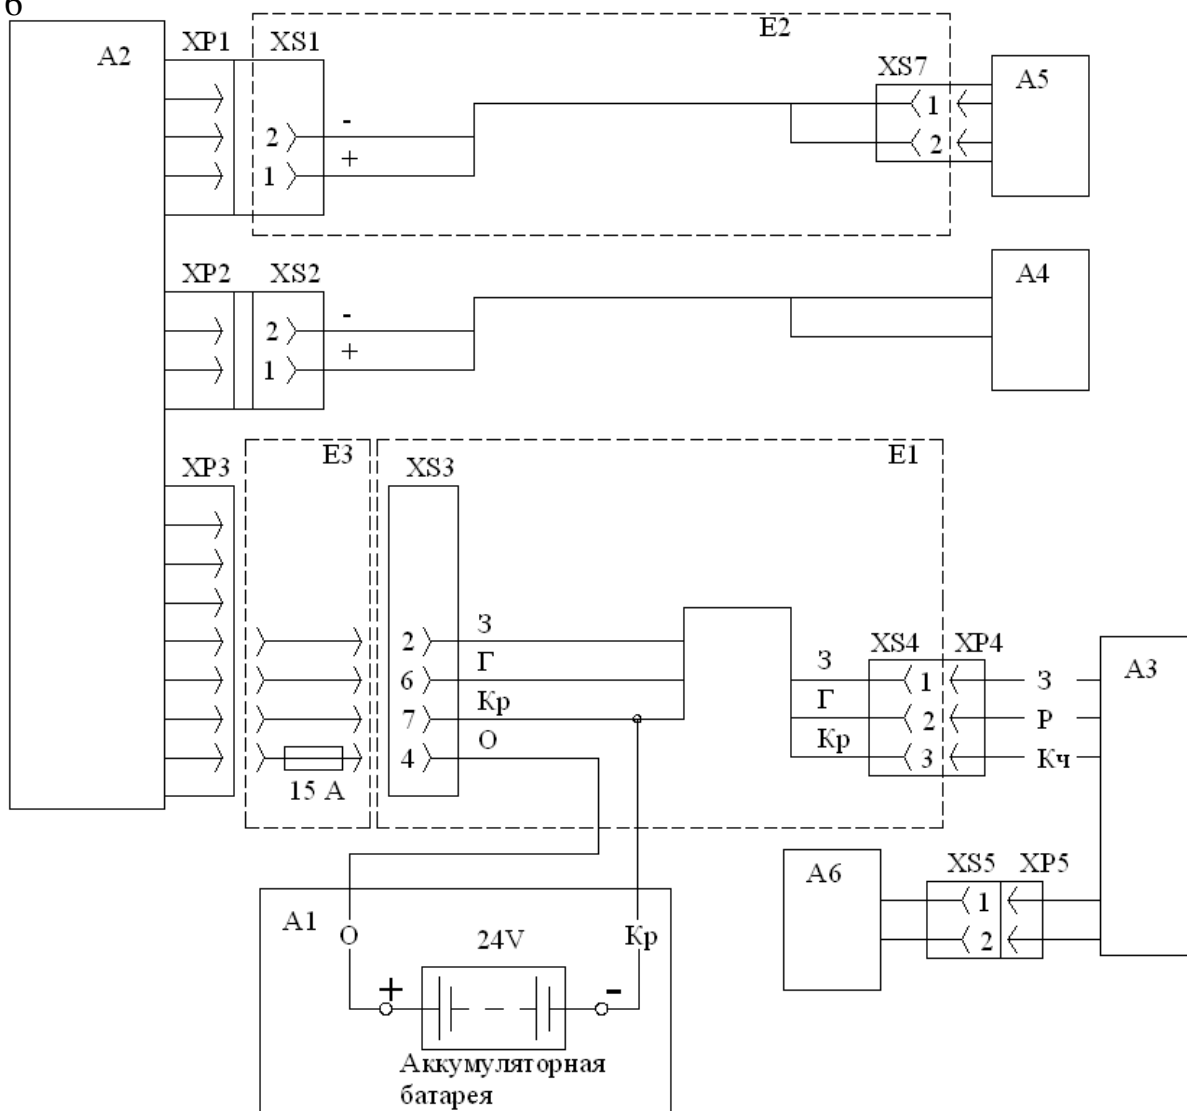 б
A2
XP1
XS1
E2
XS7
A5
1
2
-
2
+
1
XP2
XS2
A4
-
2
+
1
XP3
E3
XS3
E1
З
2
Г
6
Кр
7
О
4
15 А
З
Г
Кр
XS4
XP4
1
2
3
З
Р
Кч
A3
A1
О
24V
Кр
+
-
Аккумуляторная
батарея
A6
XS5
XP5
1
2